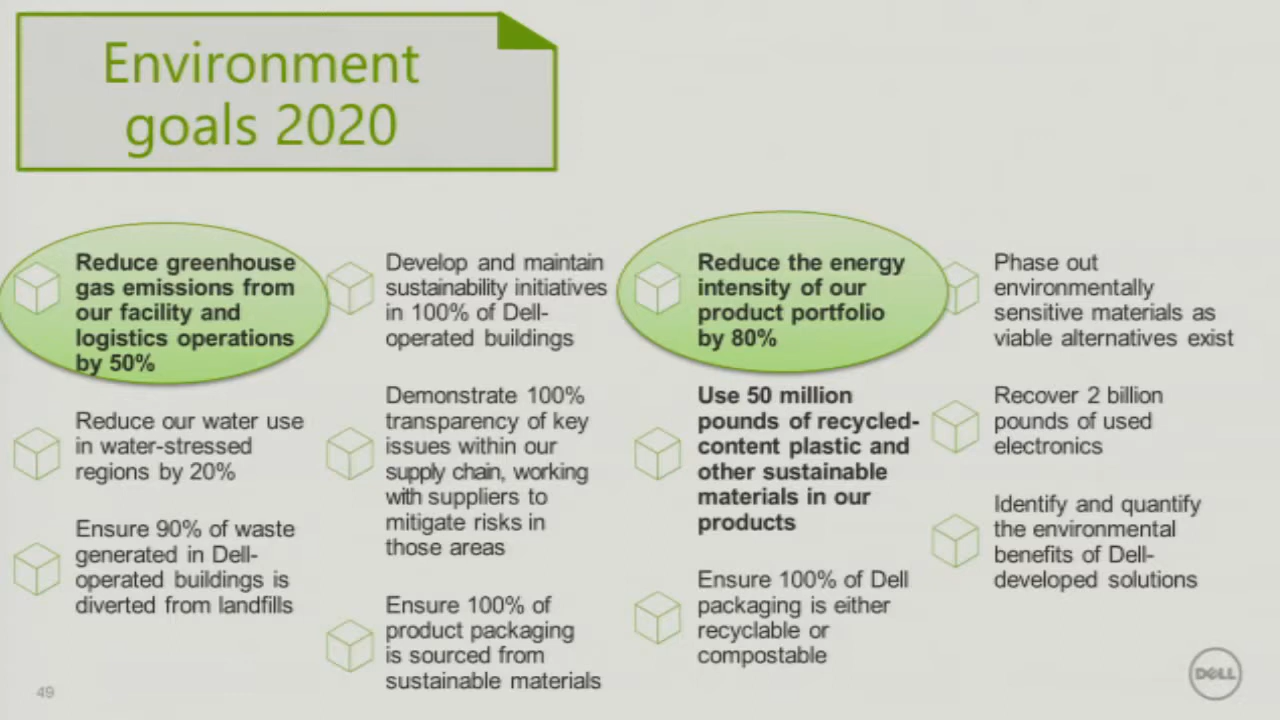 Environment
goals 2020
Reduce greenhouse
gas emissions from
our facility and
logistics operations
by 50%
Reduce our water use
in water-stressed
regions by 20%
Ensure 90% of waste
generated in Dell-
operated buildings is
diverted from landfills
Develop and maintain
sustainability initiatives
in 100% of Dell-
operated buildings
Demonstrate 100%
transparency of key
issues within our
supply chain, working
with suppliers to
mitigate risks in
those areas
Ensure 100% of
product packaging
is sourced from
sustainable materials
Reduce the energy
intensity of our
product portfolio
by 80%
Use 50 million
pounds of recycled-
content plastic and
other sustainable
materials in our
products
Ensure 100% of Dell
packaging is either
recyclable or
compostable
Phase out
environmentally
sensitive materials as
viable alternatives exist
Recover 2 billion
pounds of used
electronics
Identify and quantify
the environmental
benefits of Dell-
developed solutions
49
DELL